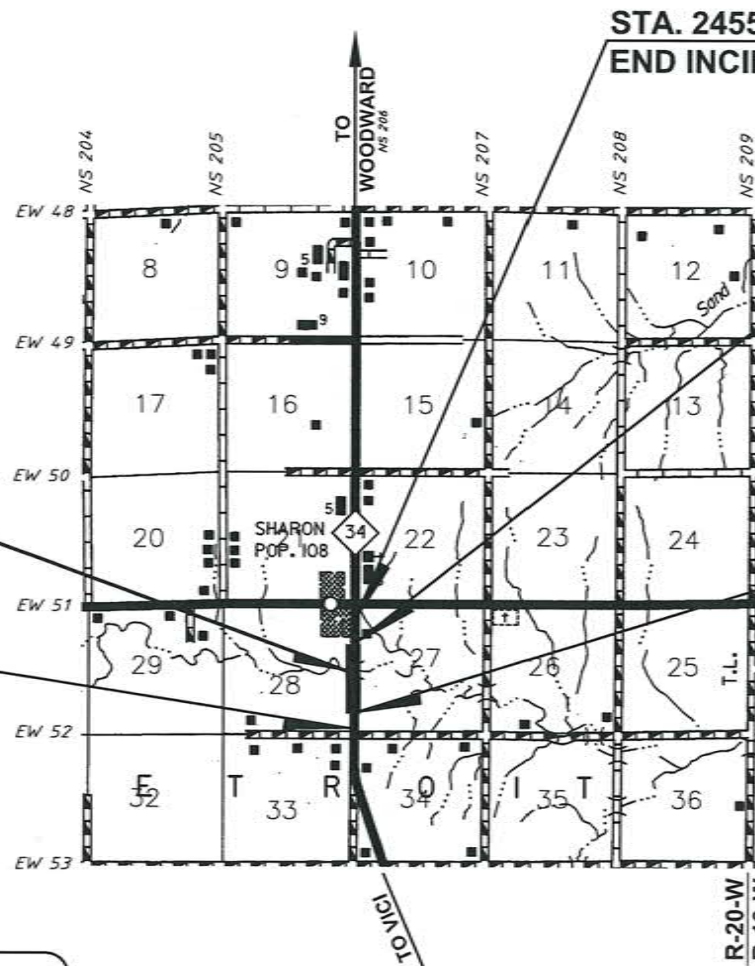 STA. 2455
END INCI
TO
WOODWARD
NS 206
NS 204
NS 205
NS 207
NS 208
NS 209
EW 48
8
9
10
11
12
5
Sand
9
EW 49
17
16
15
14
13
EW 50
5
20
21
22
23
24
SHARON
POP. 108
34
EW 51
29
28
27
26
25
T.L.
EW 52
E T R O I T
32
33
34
35
36
EW 53
TO VICI
R-20-W